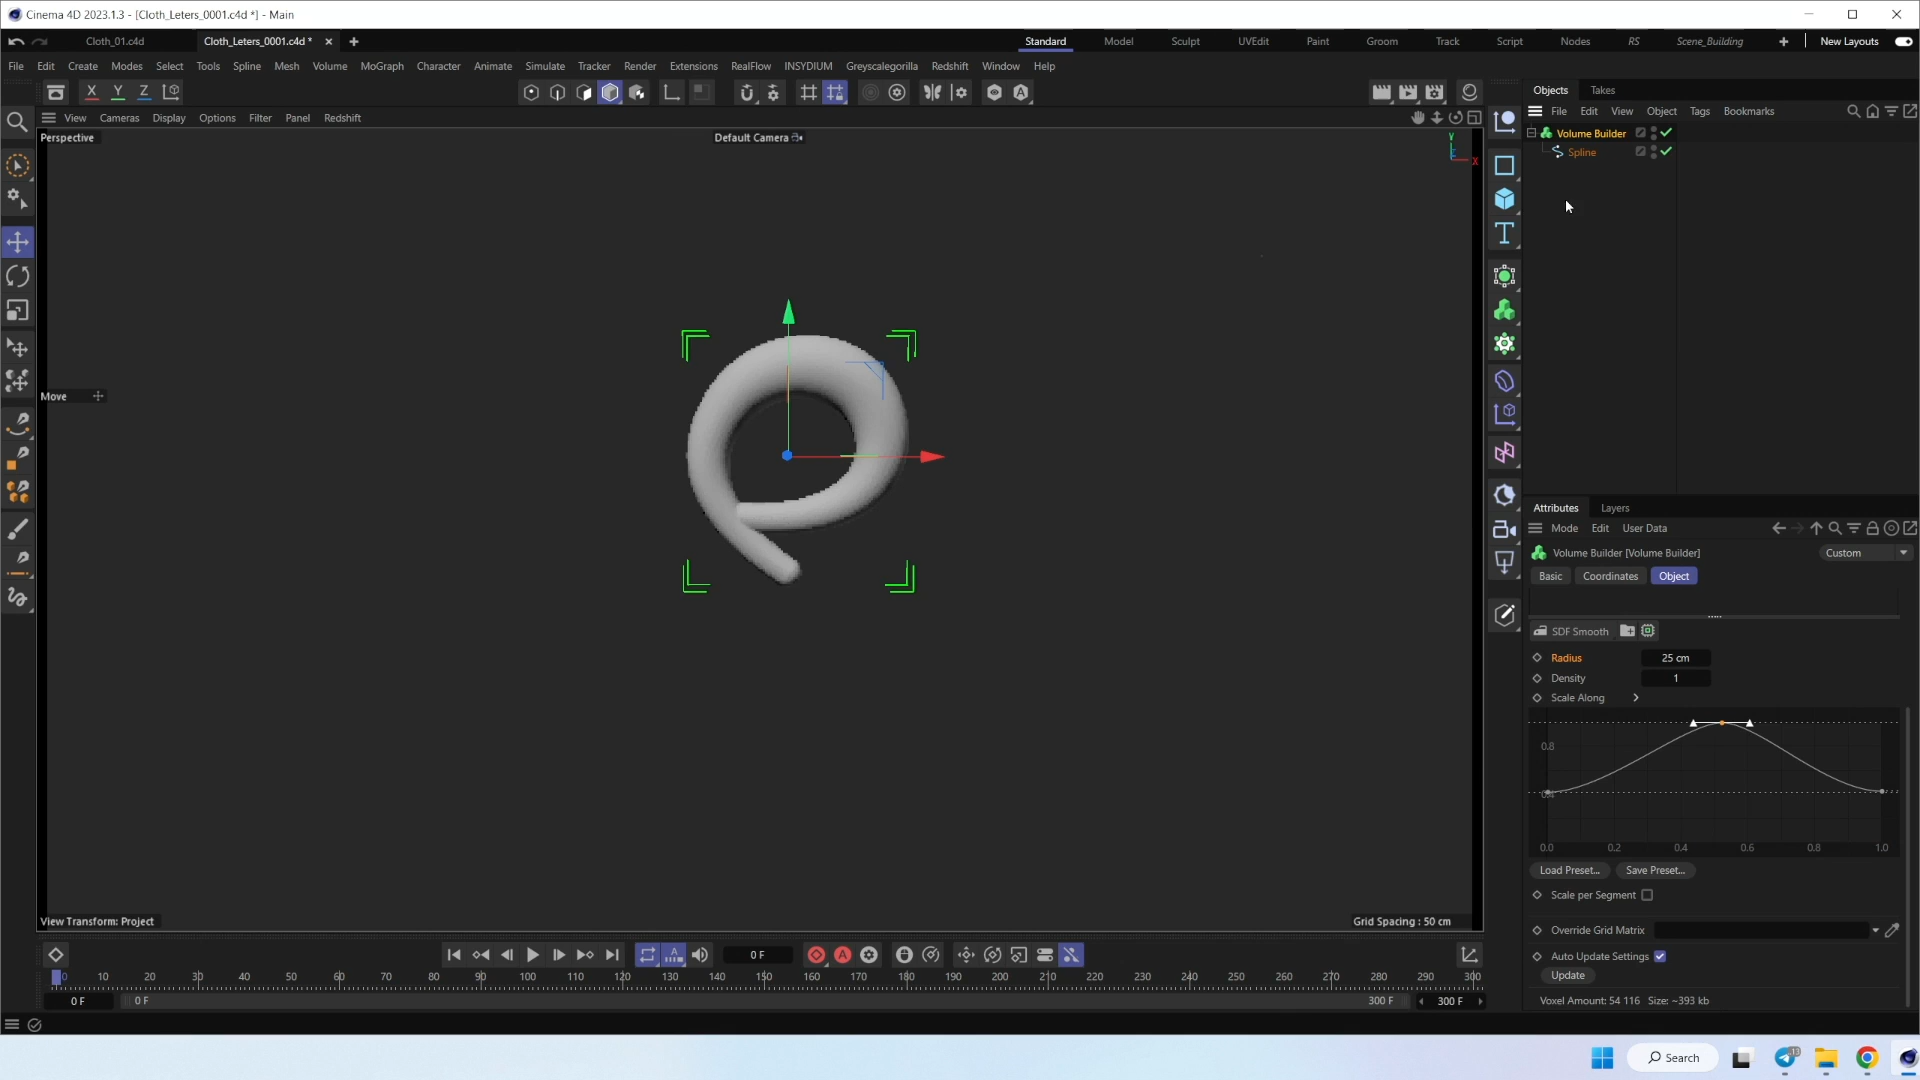 Cinema 4D 2023.1.3 - [Cloth_Leters_0001.c4d *] - Main
Cloth_01.c4d
Cloth_Leters_0001.c4d *
Standard
Model
Sculpt
UVEdit
Paint
Groom
Track
Script
Nodes
RS
Scene_Building
New Layouts
File Edit Create Modes Select Tools Spline Mesh Volume MoGraph Character Animate Simulate Tracker Render Extensions RealFlow INSYDIUM Greyscalegorilla Redshift Window Help
X Y Z
Objects Takes
File Edit View Object Tags Bookmarks
View Cameras Display Options Filter Panel Redshift
Perspective
Default Camera
Y
X
Volume Builder
Spline
Move
Attributes Layers
Mode Edit User Data
Volume Builder [Volume Builder]
Custom
Basic Coordinates Object
SDF Smooth
Radius 25 cm
Density 1
Scale Along
0.8
0.0 0.2 0.4 0.6 0.8 1.0
Load Preset... Save Preset...
Scale per Segment
Override Grid Matrix
Auto Update Settings
Update
Voxel Amount: 54 116 Size: ~393 kb
View Transform: Project
Grid Spacing : 50 cm
0 F
0 10 20 30 40 50 60 70 80 90 100 110 120 130 140 150 160 170 180 190 200 210 220 230 240 250 260 270 280 290 300
0 F
0 F
300 F
300 F
Search